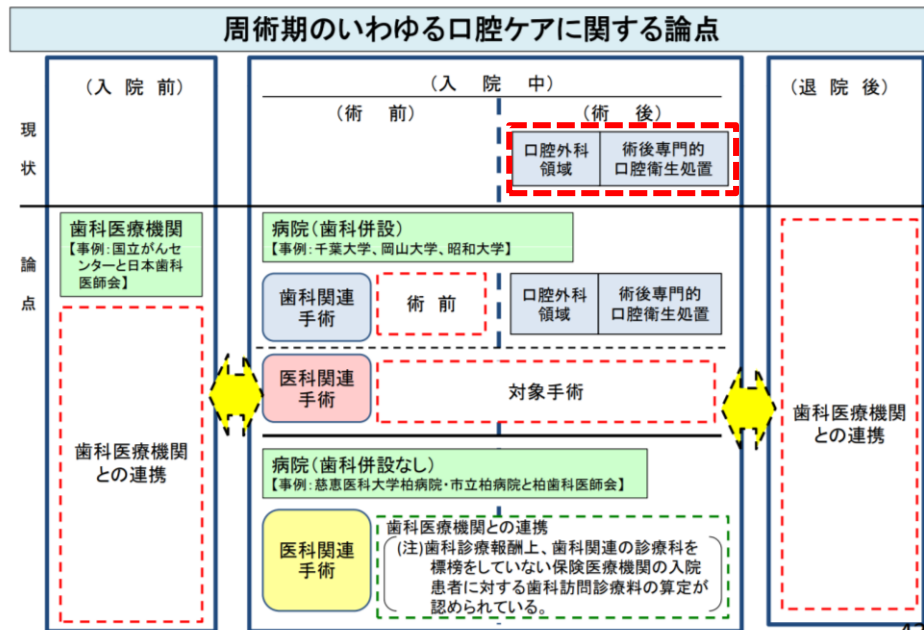 周術期のいわゆる口腔ケアに関する論点
(入 院 前)
(入 院 中)
(退 院 後)
(術 前)
(術 後)
現
状
口腔外科
領域
術後専門的
口腔衛生処置
論
点
歯科医療機関
【事例:国立がんセ
ンターと日本歯科
医師会】
歯科医療機関
との連携
病院(歯科併設)
【事例:千葉大学、岡山大学、昭和大学】
歯科関連
手術
術 前
口腔外科
領域
術後専門的
口腔衛生処置
医科関連
手術
対象手術
病院(歯科併設なし)
【事例:慈恵医科大学柏病院・市立柏病院と柏歯科医師会】
医科関連
手術
歯科医療機関との連携
(注)歯科診療報酬上、歯科関連の診療科を
標榜をしていない保険医療機関の入院
患者に対する歯科訪問診療料の算定が
認められている。
歯科医療機関
との連携